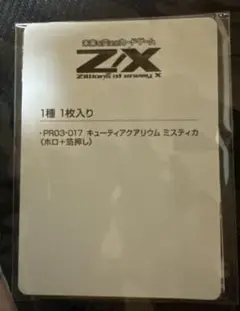 Z/X
Zillions of enemy X
1種 1枚入り
・PR03-017 キューティアクアリウム ミスティカ
(ホロ+箔押し)